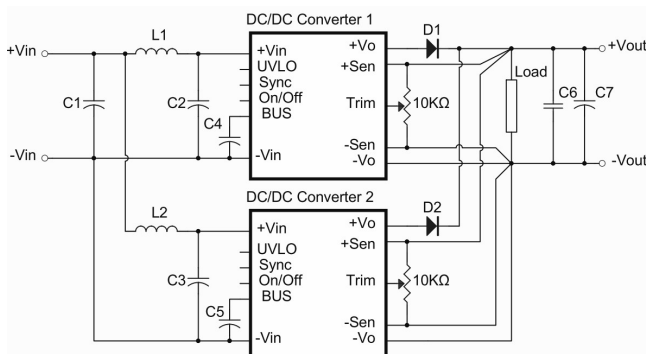 DC/DC Converter 1
L1
D1
+Vin
+Vin
+Vo
+Vout
UVLO
+Sen
Sync
Load
On/Off
Trim
10KΩ
C1
C2
C6
C7
BUS
C4
-Vin
-Vin
-Sen
-Vo
-Vout
DC/DC Converter 2
L2
D2
+Vin
+Vo
UVLO
+Sen
Sync
On/Off
Trim
10KΩ
C3
BUS
C5
-Vin
-Sen
-Vo